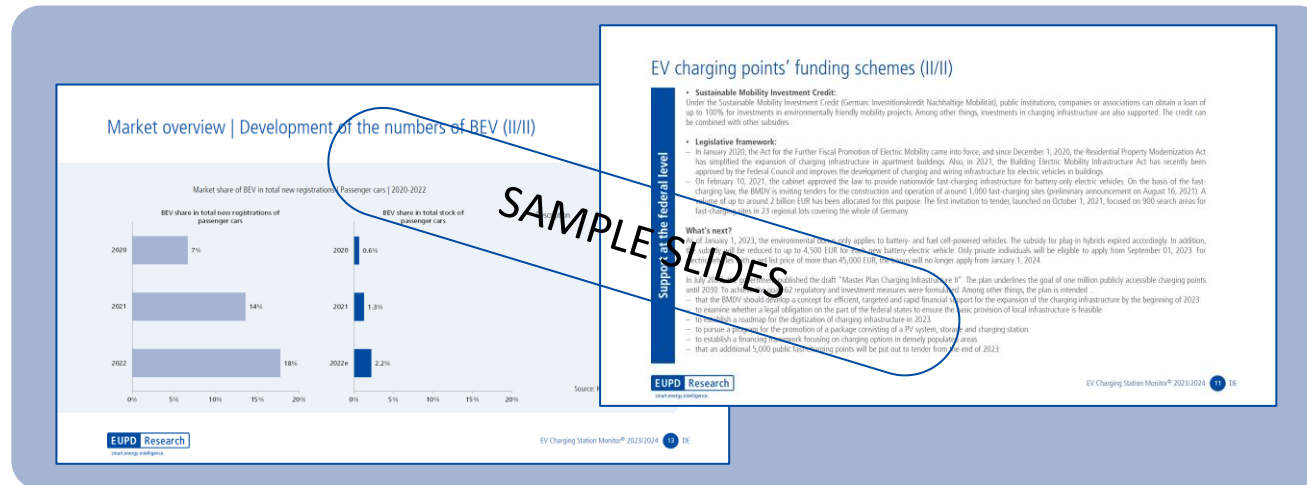 Market overview | Development of the numbers of BEV (II/II)
Market share of BEV in total new registrations | Passenger cars | 2020-2022
BEV share in total new registrations of
passenger cars
2020
7%
2021
14%
2022
18%
0%
5%
10%
15%
20%
BEV share in total stock of
passenger cars
2020
0.6%
2021
1.3%
2022e
2.2%
0%
5%
10%
15%
20%
Source:
EUPD Research
smart.energy.intelligence.
EV Charging Station Monitor® 2023/2024 13 DE
SAMPLE SLIDES
EV charging points' funding schemes (II/II)
Support at the federal level
• Sustainable Mobility Investment Credit:
Under the Sustainable Mobility Investment Credit (German: Investitionskredit Nachhaltige Mobilität), public institutions, companies or associations can obtain a loan of
up to 100% for investments in environmentally friendly mobility projects. Among other things, investments in charging infrastructure are also supported. The credit can
be combined with other subsidies.
• Legislative framework:
– In January 2020, the Act for the Further Fiscal Promotion of Electric Mobility came into force, and since December 1, 2020, the Residential Property Modernization Act
has simplified the expansion of charging infrastructure in apartment buildings. Also, in 2021, the Building Electric Mobility Infrastructure Act has recently been
approved by the Federal Council and improves the development of charging and wiring infrastructure for electric vehicles in buildings.
– On February 10, 2021, the cabinet approved the law to provide nationwide fast-charging infrastructure for battery-only electric vehicles. On the basis of the fast-
charging law, the BMDV is inviting tenders for the construction and operation of around 1,000 fast-charging sites (preliminary announcement on August 16, 2021). A
volume of up to around 2 billion EUR has been allocated for this purpose. The first invitation to tender, launched on October 1, 2021, focused on 900 search areas for
fast-charging sites in 23 regional lots covering the whole of Germany.
What's next?
As of January 1, 2023, the environmental bonus only applies to battery- and fuel cell-powered vehicles. The subsidy for plug-in hybrids expired accordingly. In addition,
the subsidy will be reduced to up to 4,500 EUR for each new battery-electric vehicle. Only private individuals will be eligible to apply from September 01, 2023. For
electric vehicles with a net list price of more than 45,000 EUR, the bonus will no longer apply from January 1, 2024.
In July 2022, the government published the draft "Master Plan Charging Infrastructure II". The plan underlines the goal of one million publicly accessible charging points
until 2030. To achieve this goal, 62 regulatory and investment measures were formulated. Among other things, the plan is intended ...
– that the BMDV should develop a concept for efficient, targeted and rapid financial support for the expansion of the charging infrastructure by the beginning of 2023.
– to examine whether a legal obligation on the part of the federal states to ensure the basic provision of local infrastructure is feasible.
– to establish a roadmap for the digitization of charging infrastructure in 2023.
– to pursue a program for the promotion of a package consisting of a PV system, storage and charging station.
– to establish a financing framework focusing on charging options in densely populated areas.
– that an additional 5,000 public fast-charging points will be put out to tender from the end of 2023.
EUPD Research
smart.energy.intelligence.
EV Charging Station Monitor® 2023/2024 11 DE